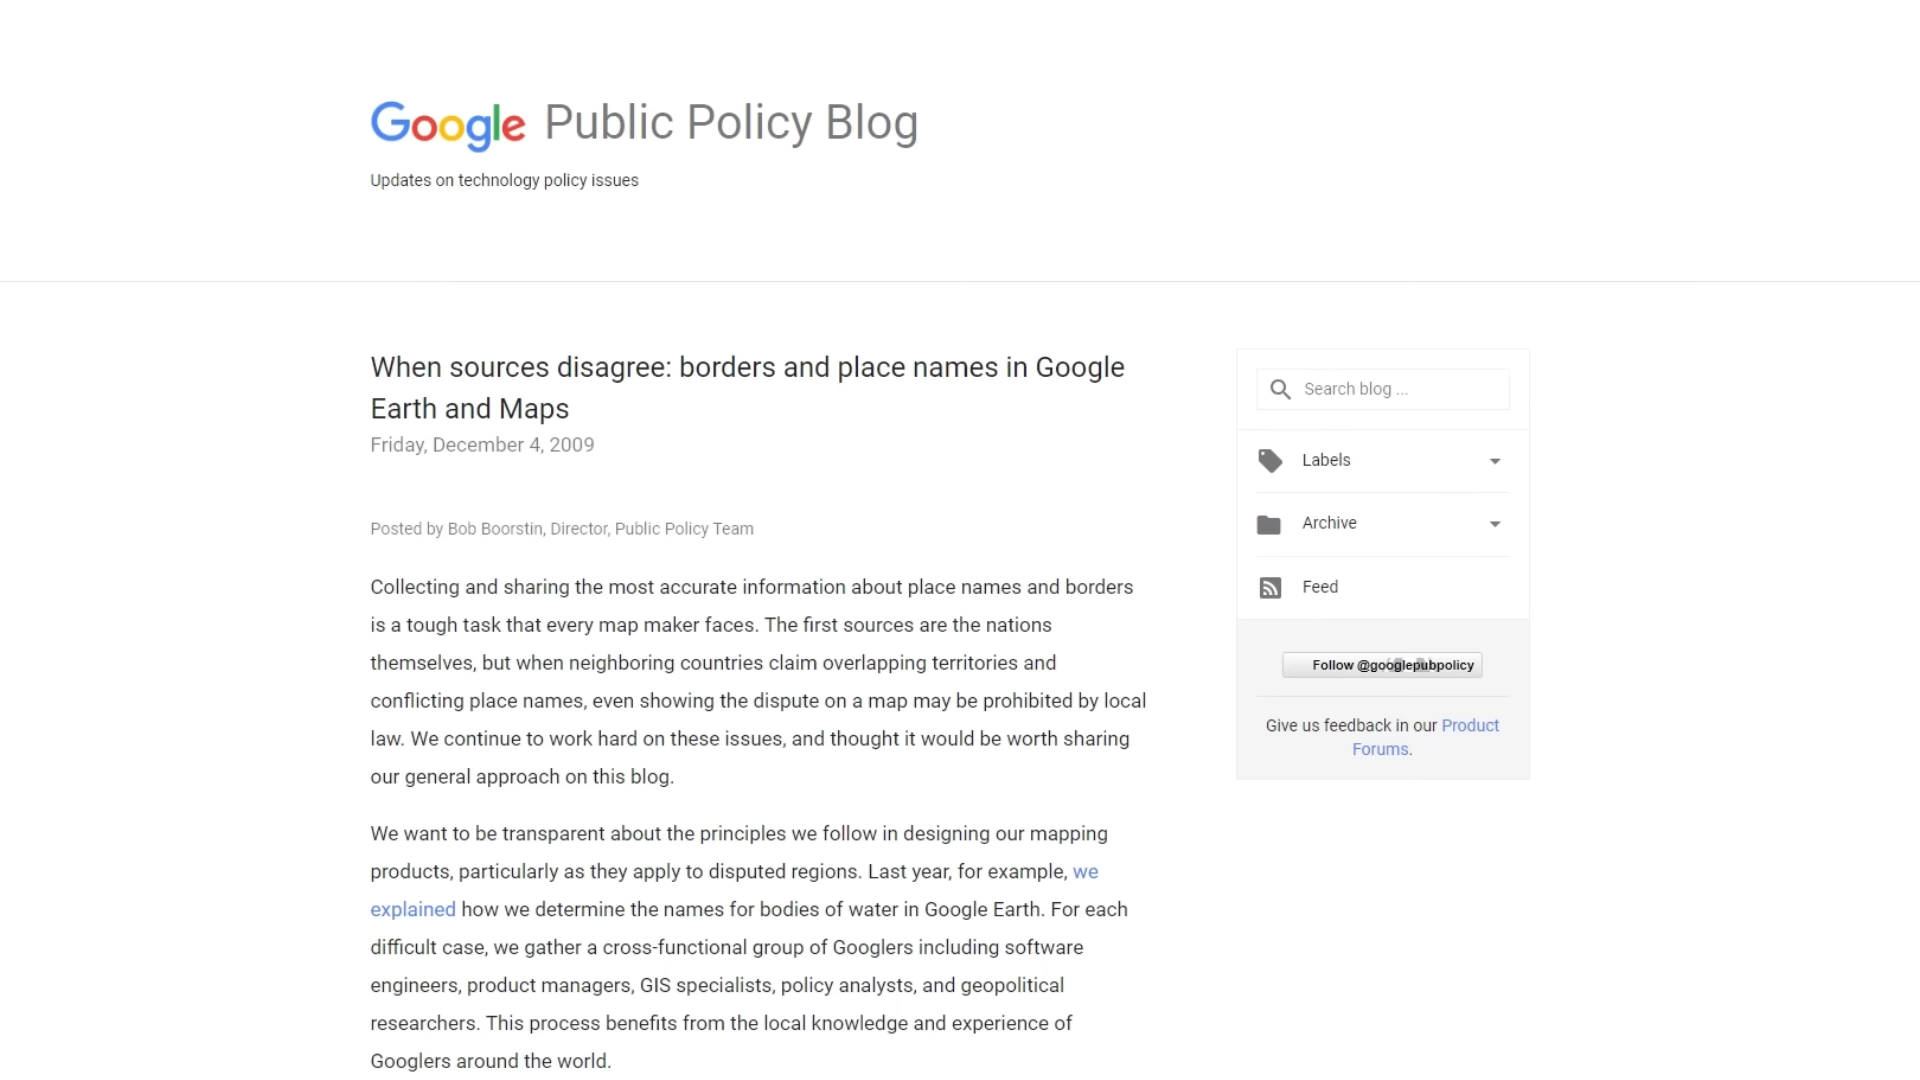 Google Public Policy Blog
Updates on technology policy issues
When sources disagree: borders and place names in Google
Earth and Maps
Friday, December 4, 2009
Posted by Bob Boorstin, Director, Public Policy Team
Collecting and sharing the most accurate information about place names and borders
is a tough task that every map maker faces. The first sources are the nations
themselves, but when neighboring countries claim overlapping territories and
conflicting place names, even showing the dispute on a map may be prohibited by local
law. We continue to work hard on these issues, and thought it would be worth sharing
our general approach on this blog.
We want to be transparent about the principles we follow in designing our mapping
products, particularly as they apply to disputed regions. Last year, for example, we
explained how we determine the names for bodies of water in Google Earth. For each
difficult case, we gather a cross-functional group of Googlers including software
engineers, product managers, GIS specialists, policy analysts, and geopolitical
researchers. This process benefits from the local knowledge and experience of
Googlers around the world.
Search blog ...
Labels
Archive
Feed
Follow @googlepubpolicy
Give us feedback in our Product
Forums.